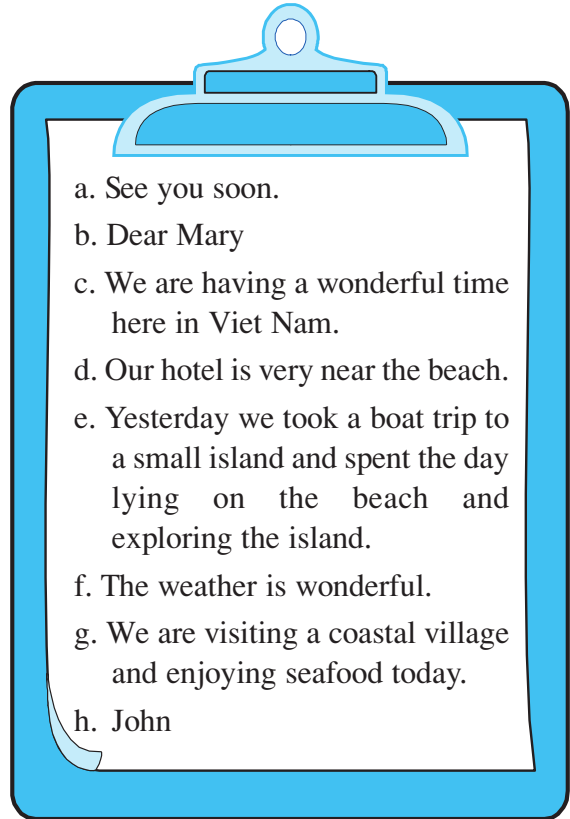 a. See you soon.
b. Dear Mary
c. We are having a wonderful time
here in Viet Nam.
d. Our hotel is very near the beach.
e. Yesterday we took a boat trip to
a small island and spent the day
lying on the beach and
exploring the island.
f. The weather is wonderful.
g. We are visiting a coastal village
and enjoying seafood today.
h. John